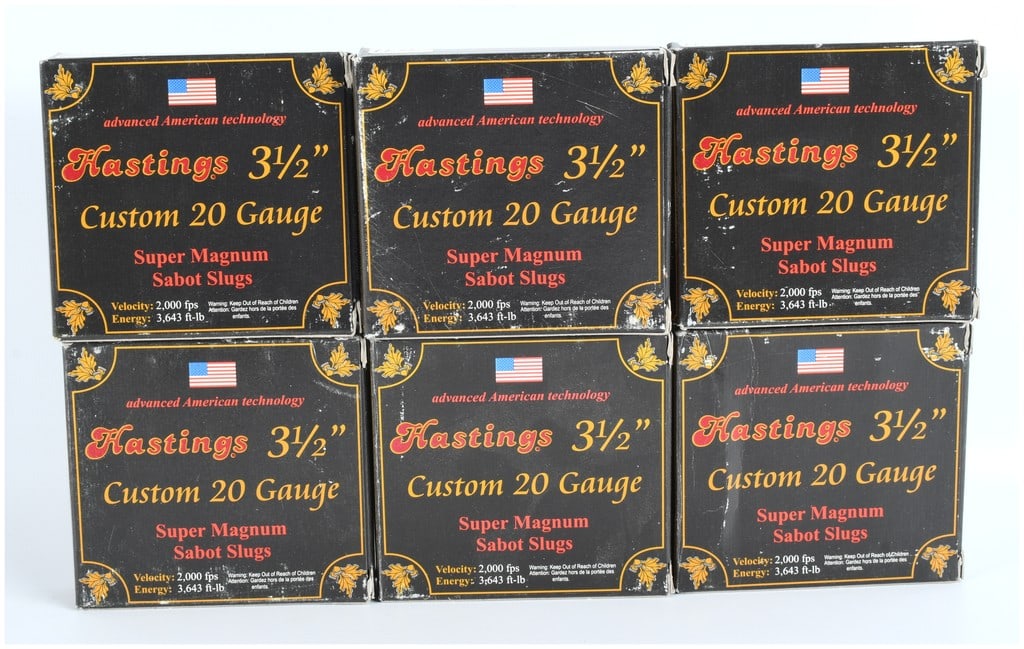 advanced American technology
Hastings 3½”
Custom 20 Gauge
Super Magnum
Sabot Slugs
Velocity: 2,000 fps
Energy: 3,643 ft-lb
Warning: Keep Out of Reach of Children
Attention: Gardez hors de la portée des
enfants.
advanced American technology
Hastings 3½”
Custom 20 Gauge
Super Magnum
Sabot Slugs
Velocity: 2,000 fps
Energy: 3,643 ft-lb
Warning: Keep Out of Reach of Children
Attention: Gardez hors de la portée des
enfants.
advanced American technology
Hastings 3½”
Custom 20 Gauge
Super Magnum
Sabot Slugs
Velocity: 2,000 fps
Energy: 3,643 ft-lb
Warning: Keep Out of Reach of Children
Attention: Gardez hors de la portée des
enfants.
advanced American technology
Hastings 3½”
Custom 20 Gauge
Super Magnum
Sabot Slugs
Velocity: 2,000 fps
Energy: 3,643 ft-lb
Warning: Keep Out of Reach of Children
Attention: Gardez hors de la portée des
enfants.
advanced American technology
Hastings 3½”
Custom 20 Gauge
Super Magnum
Sabot Slugs
Velocity: 2,000 fps
Energy: 3,643 ft-lb
Warning: Keep Out of Reach of Children
Attention: Gardez hors de la portée des
enfants.
advanced American technology
Hastings 3½”
Custom 20 Gauge
Super Magnum
Sabot Slugs
Velocity: 2,000 fps
Energy: 3,643 ft-lb
Warning: Keep Out of Reach of Children
Attention: Gardez hors de la portée des
enfants.